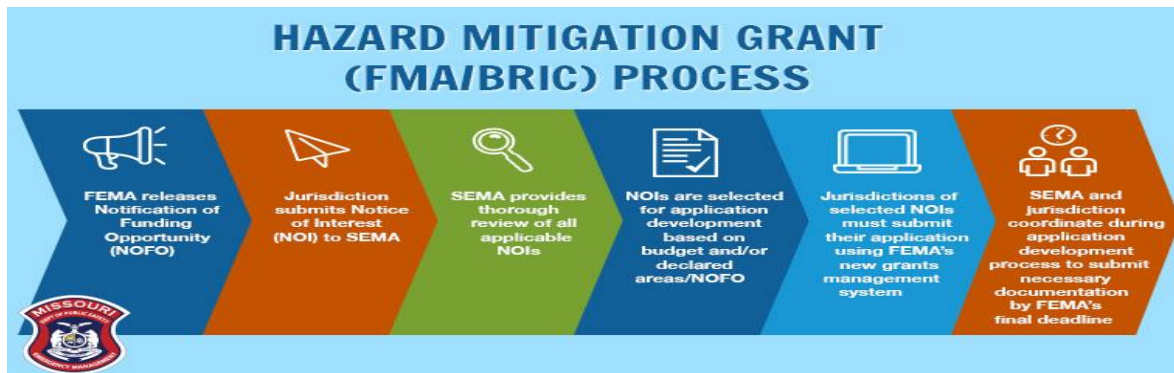 HAZARD MITIGATION GRANT
(FMA/BRIC) PROCESS
FEMA releases
Notification of
Funding
Opportunity
(NOFO)
Jurisdiction
submits Notice
of Interest
(NOI) to SEMA
SEMA provides
thorough
review of all
applicable
NOIs
NOIs are selected
for application
development
based on
budget and/or
declared
areas/NOFO
Jurisdictions of
selected NOIs
must submit
their application
using FEMA's
new grants
management
system
SEMA and
jurisdiction
coordinate during
application
development
process to submit
necessary
documentation
by FEMA's
final deadline
MISSOURI
DEPT OF PUBLIC SAFETY
EMERGENCY MANAGEMENT